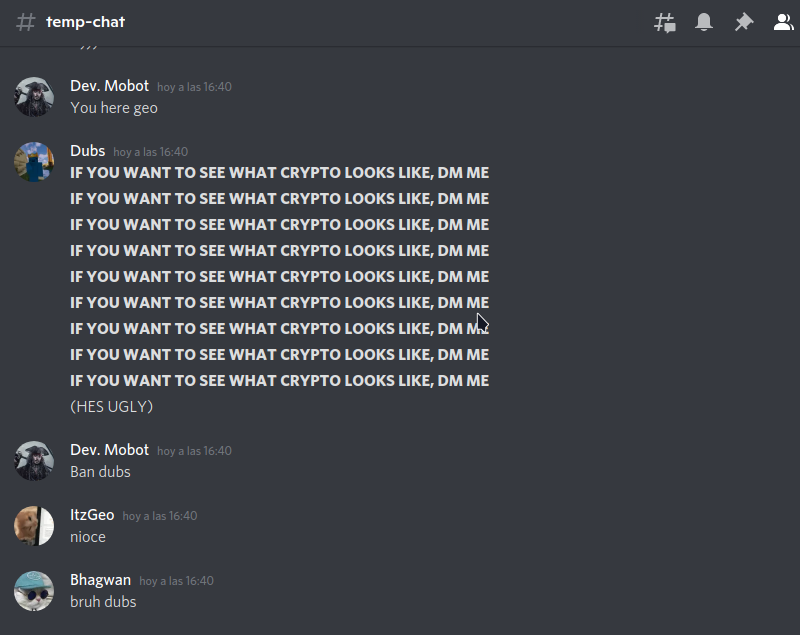 temp-chat
Dev. Mobot hoy a las 16:40
You here geo
Dubs hoy a las 16:40
IF YOU WANT TO SEE WHAT CRYPTO LOOKS LIKE, DM ME
IF YOU WANT TO SEE WHAT CRYPTO LOOKS LIKE, DM ME
IF YOU WANT TO SEE WHAT CRYPTO LOOKS LIKE, DM ME
IF YOU WANT TO SEE WHAT CRYPTO LOOKS LIKE, DM ME
IF YOU WANT TO SEE WHAT CRYPTO LOOKS LIKE, DM ME
IF YOU WANT TO SEE WHAT CRYPTO LOOKS LIKE, DM ME
IF YOU WANT TO SEE WHAT CRYPTO LOOKS LIKE, DM ME
IF YOU WANT TO SEE WHAT CRYPTO LOOKS LIKE, DM ME
IF YOU WANT TO SEE WHAT CRYPTO LOOKS LIKE, DM ME
(HES UGLY)
Dev. Mobot hoy a las 16:40
Ban dubs
ItzGeo hoy a las 16:40
nioce
Bhagwan hoy a las 16:40
bruh dubs